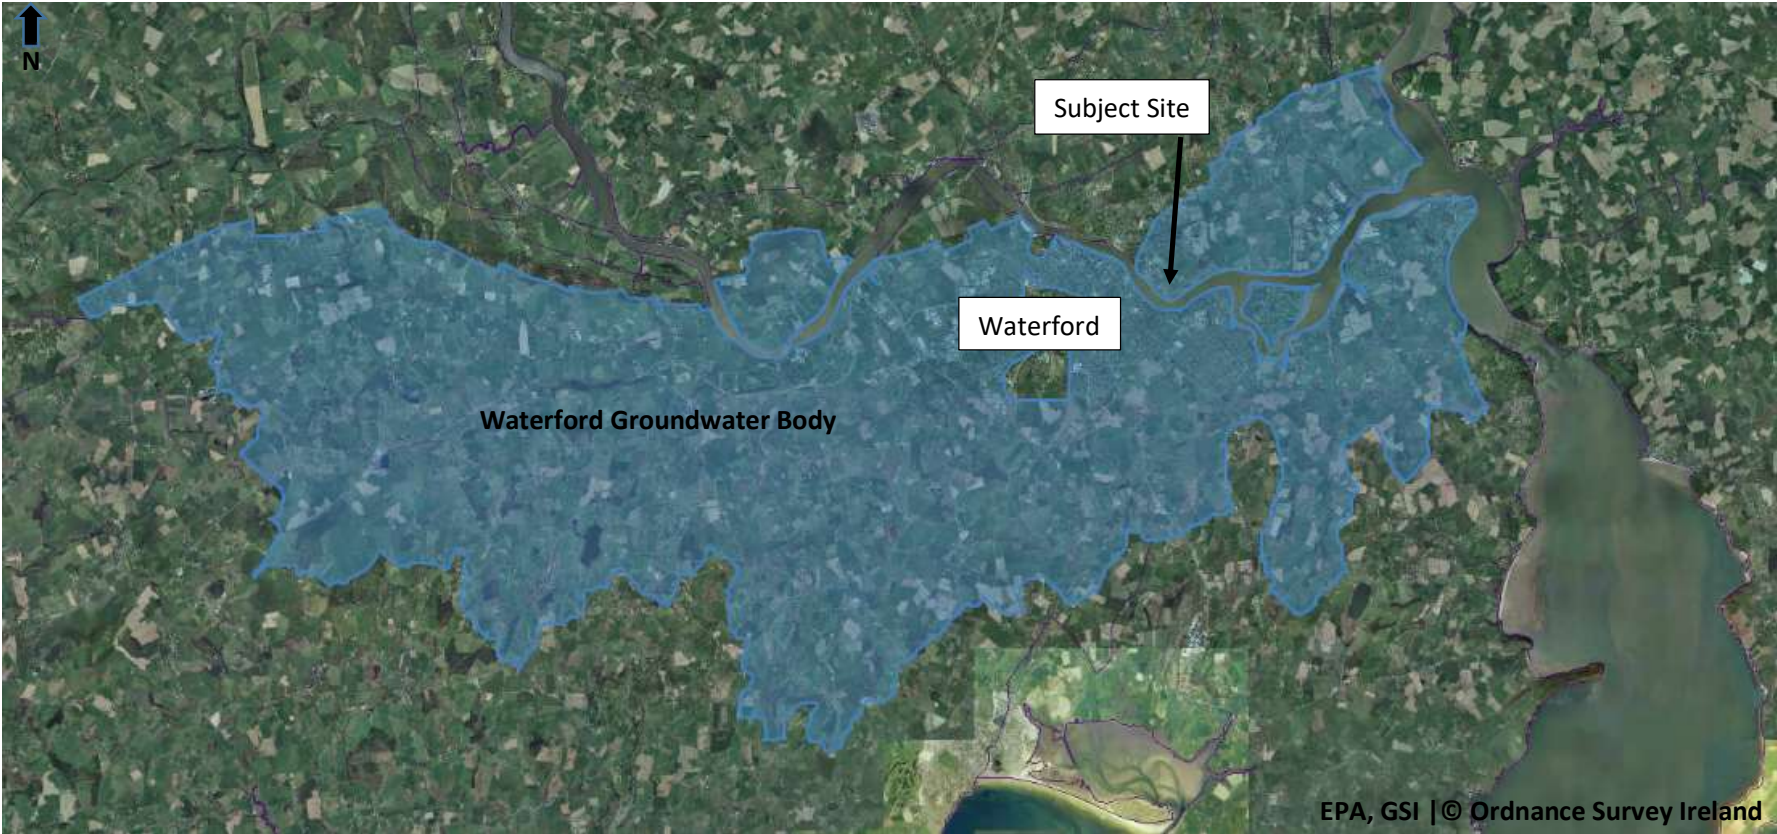 N
Subject Site
Waterford
Waterford Groundwater Body
EPA, GSI |© Ordnance Survey Ireland